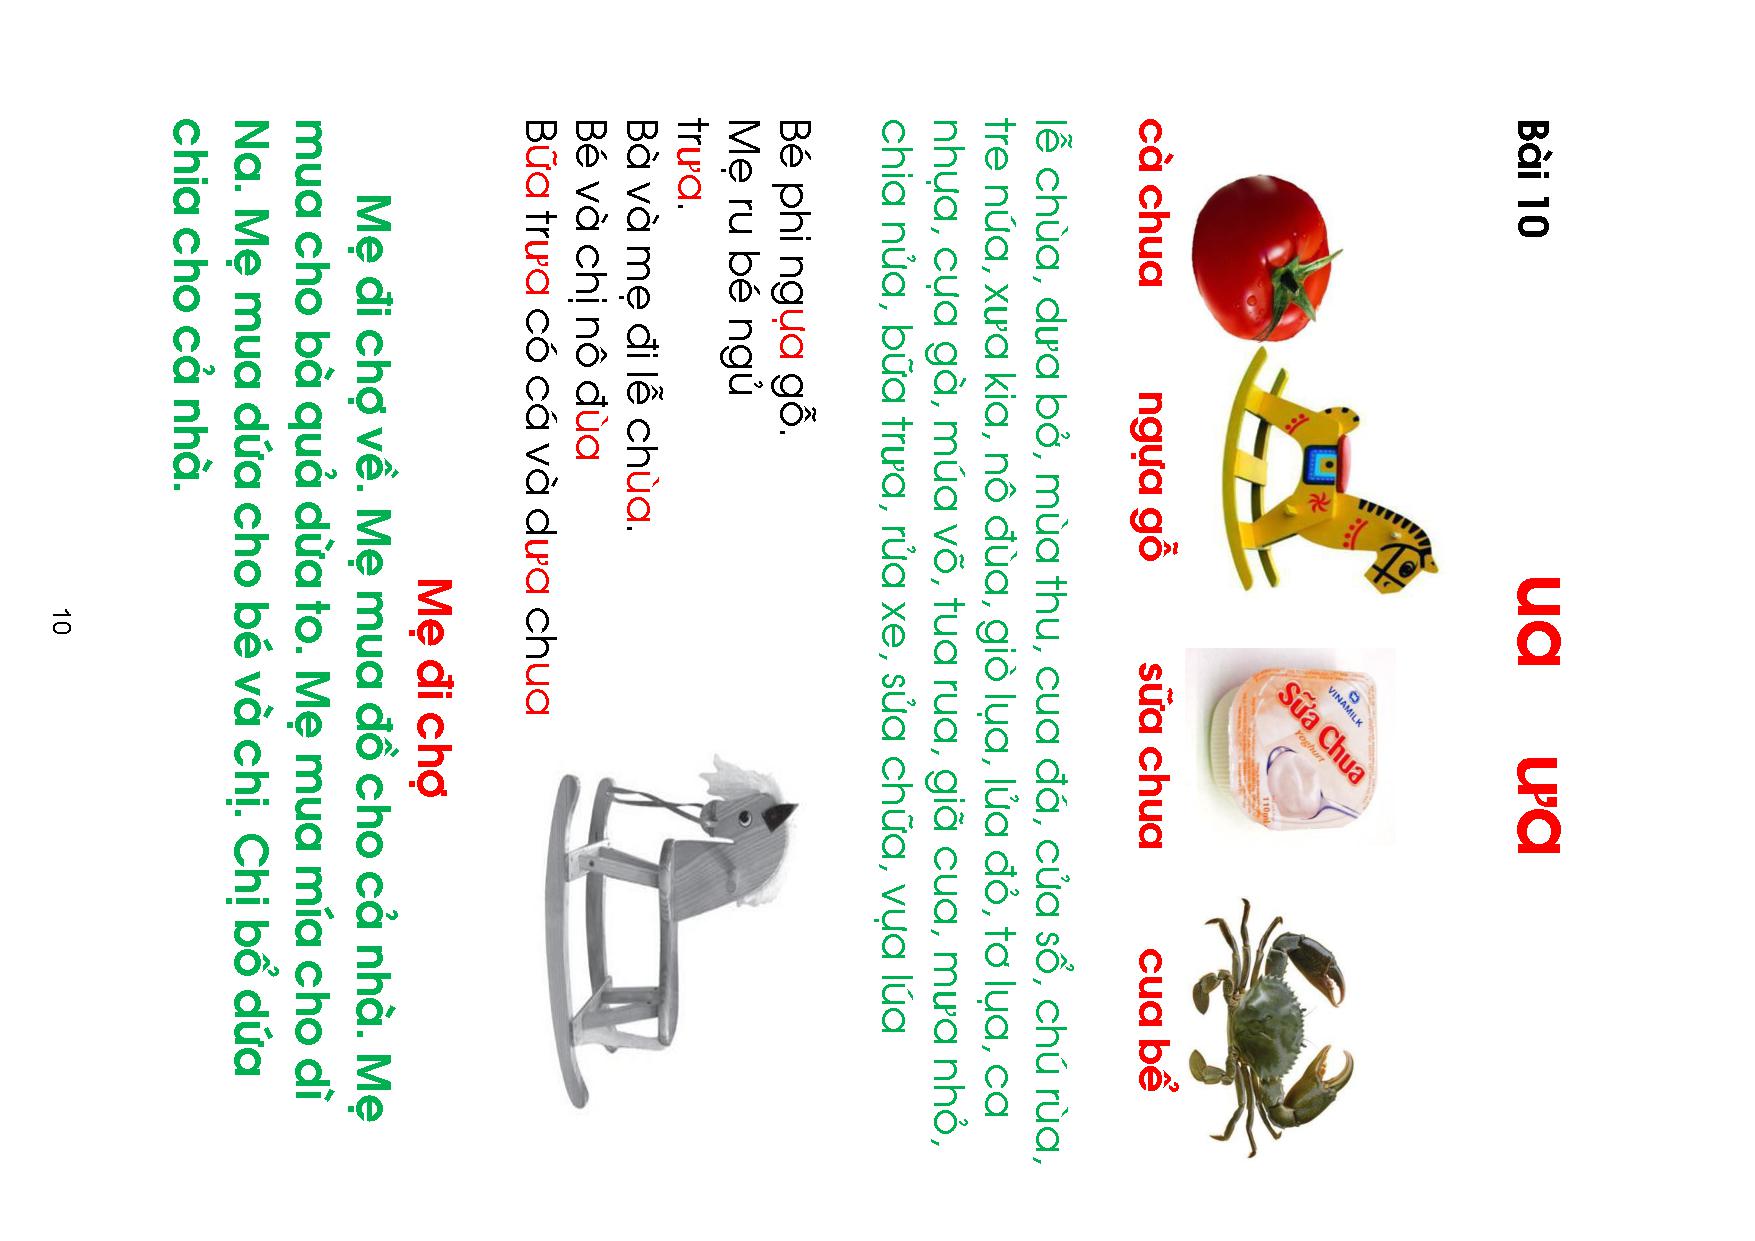 Bài 10
ua ưa
VINAMILK
Sữa Chua
Yoghurt
110ml
cà chua ngựa gỗ sữa chua cua bể
lễ chùa, dưa bở, mùa thu, cua đá, cửa sổ, chú rùa,
tre nứa, xưa kia, nô đùa, giò lụa, lửa đỏ, tơ lụa, ca
nhựa, cựa gà, múa võ, tua rua, giã cua, mưa nhỏ,
chia nửa, bữa trưa, rửa xe, sửa chữa, vựa lúa
Bé phi ngựa gỗ.
Mẹ ru bé ngủ
trưa.
Bà và mẹ đi lễ chùa.
Bé và chị nô đùa
Bữa trưa có cá và dưa chua
Mẹ đi chợ
Mẹ đi chợ về. Mẹ mua đồ cho cả nhà. Mẹ
mua cho bà quả dừa to. Mẹ mua mía cho dì
Na. Mẹ mua dứa cho bé và chị. Chị bổ dứa
chia cho cả nhà.
10